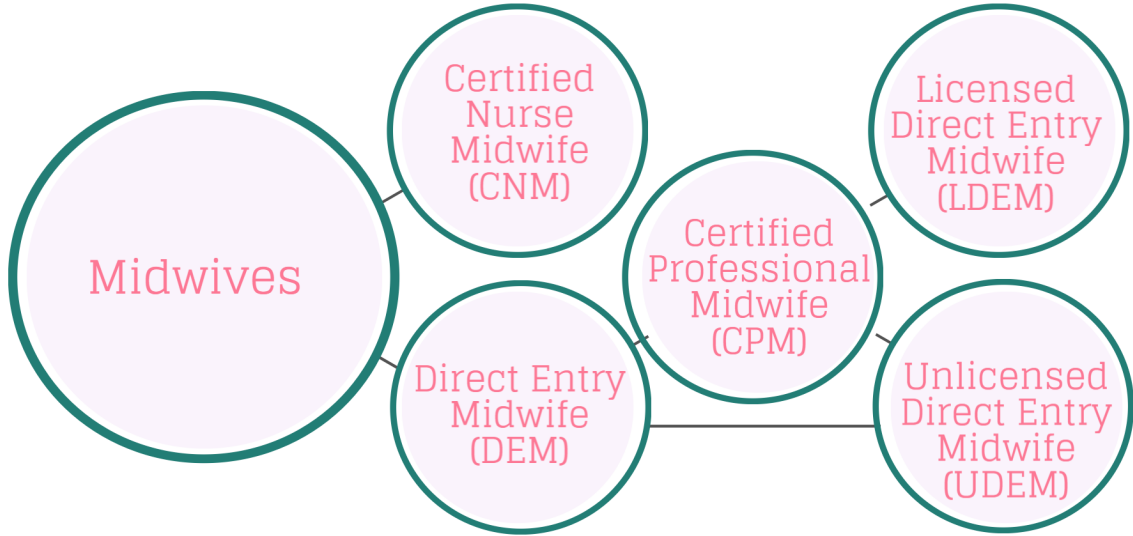 Midwives
Certified
Nurse
Midwife
(CNM)
Direct Entry
Midwife
(DEM)
Certified
Professional
Midwife
(CPM)
Licensed
Direct Entry
Midwife
(LDEM)
Unlicensed
Direct Entry
Midwife
(UDEM)